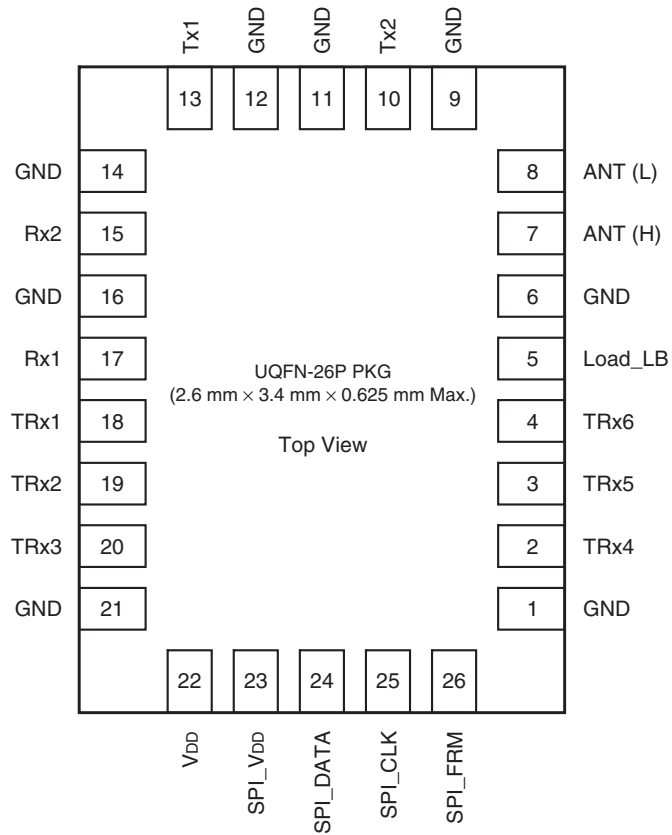 Tx1
GND
GND
Tx2
GND
13
12
11
10
9
GND
14
8
ANT (L)
Rx2
15
7
ANT (H)
GND
16
6
GND
Rx1
17
5
Load_LB
UQFN-26P PKG
(2.6 mm × 3.4 mm × 0.625 mm Max.)
TRx1
18
4
TRx6
Top View
TRx2
19
3
TRx5
TRx3
20
2
TRx4
GND
21
1
GND
22
23
24
25
26
VDD
SPI_VDD
SPI_DATA
SPI_CLK
SPI_FRM